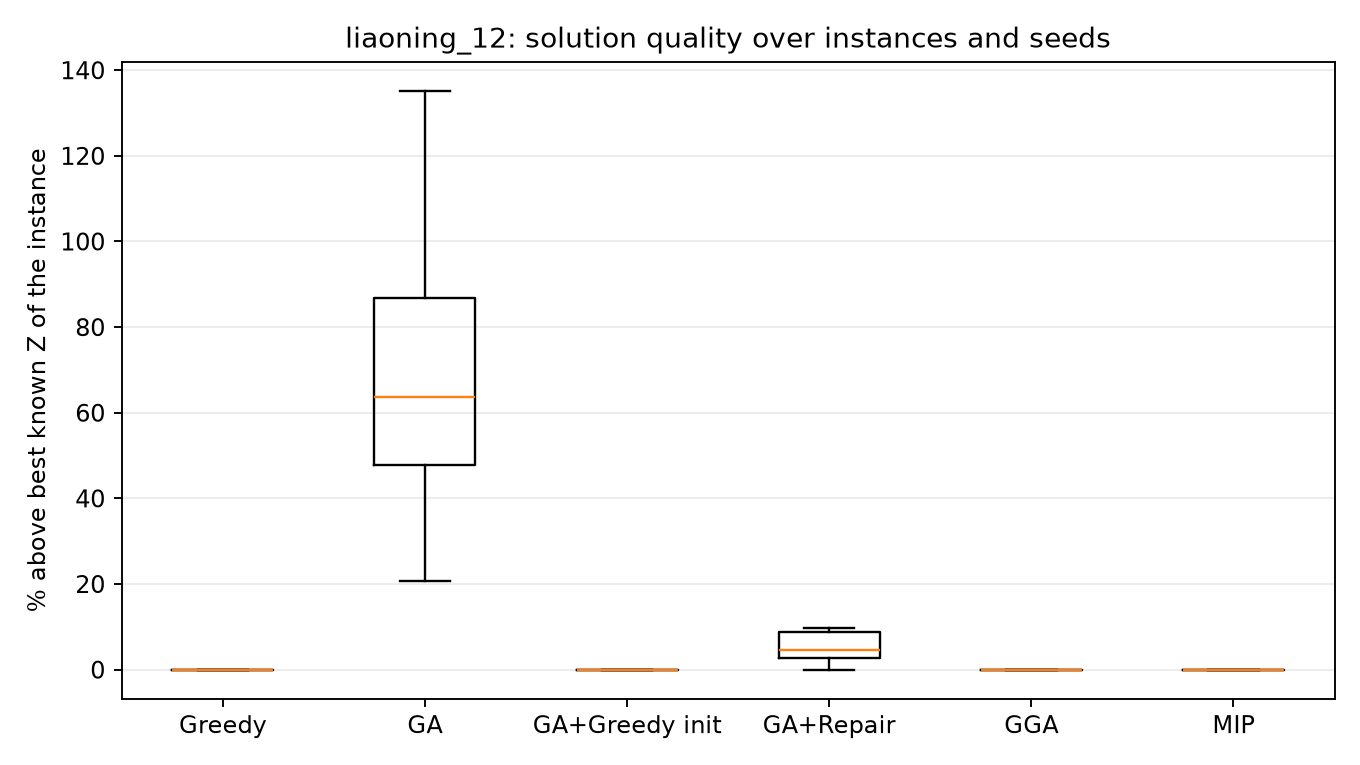 liaoning_12: solution quality over instances and seeds
% above best known Z of the instance
140
120
100
80
60
40
20
0
Greedy
GA
GA+Greedy init
GA+Repair
GGA
MIP